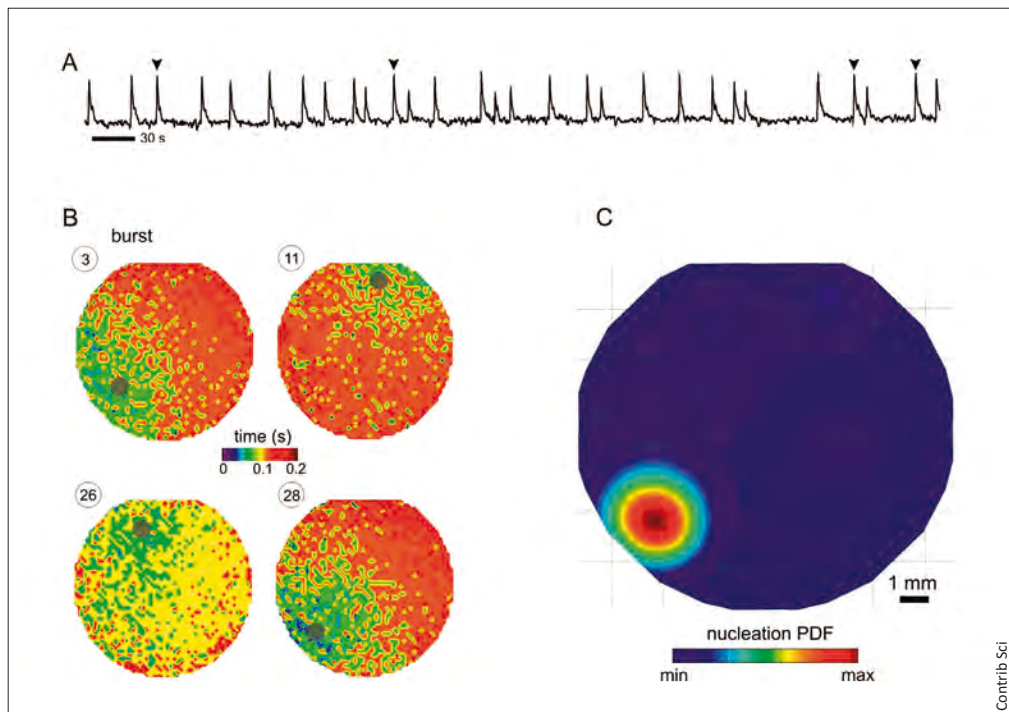 A
30 s
B
burst
3
11
time (s)
0 0.1 0.2
26
28
C
1 mm
nucleation PDF
min max
Contrib Sci